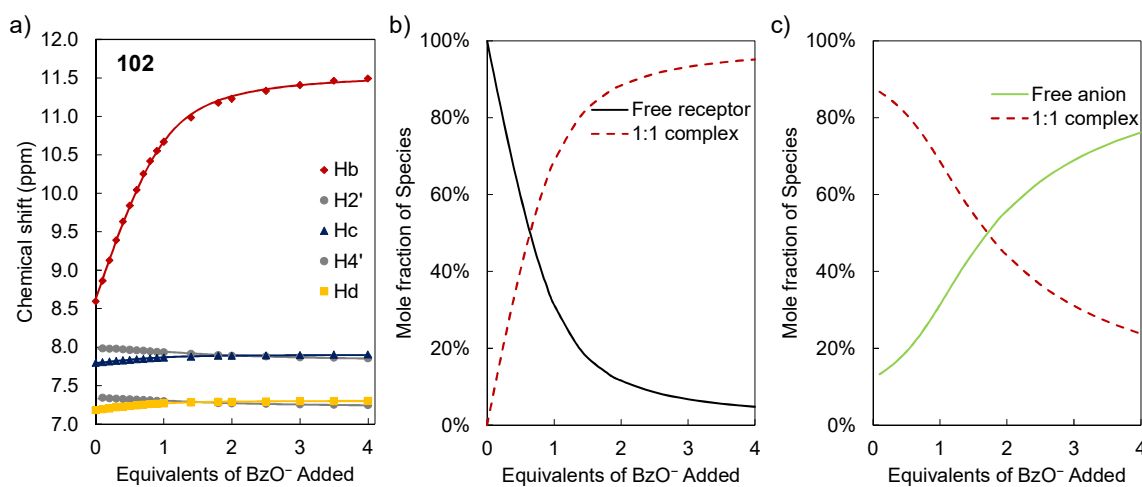 a)
102
Chemical shift (ppm)
12.0
11.5
11.0
10.5
10.0
9.5
9.0
8.5
8.0
7.5
7.0
Hb
H2'
Hc
H4'
Hd
0 1 2 3 4
Equivalents of BzO⁻ Added
b)
Mole fraction of Species
100%
80%
60%
40%
20%
0%
Free receptor
1:1 complex
0 1 2 3 4
Equivalents of BzO⁻ Added
c)
Mole fraction of Species
100%
80%
60%
40%
20%
0%
Free anion
1:1 complex
0 1 2 3 4
Equivalents of BzO⁻ Added